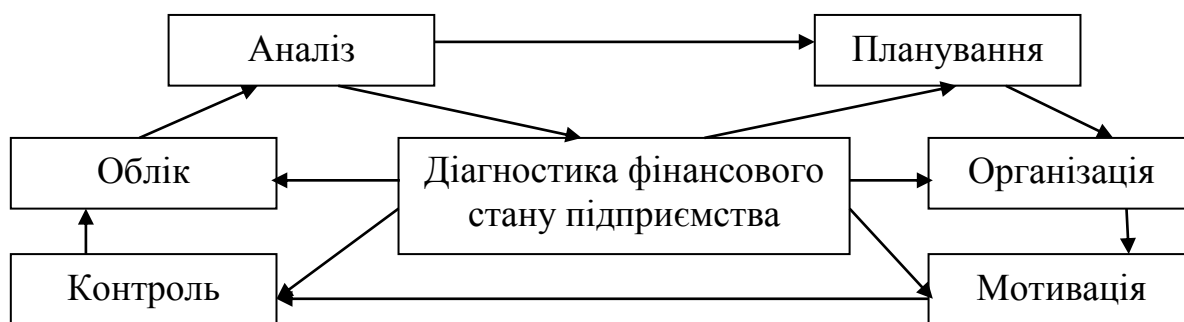 Аналіз
Планування
Облік
Діагностика фінансового
стану підприємства
Організація
Контроль
Мотивація